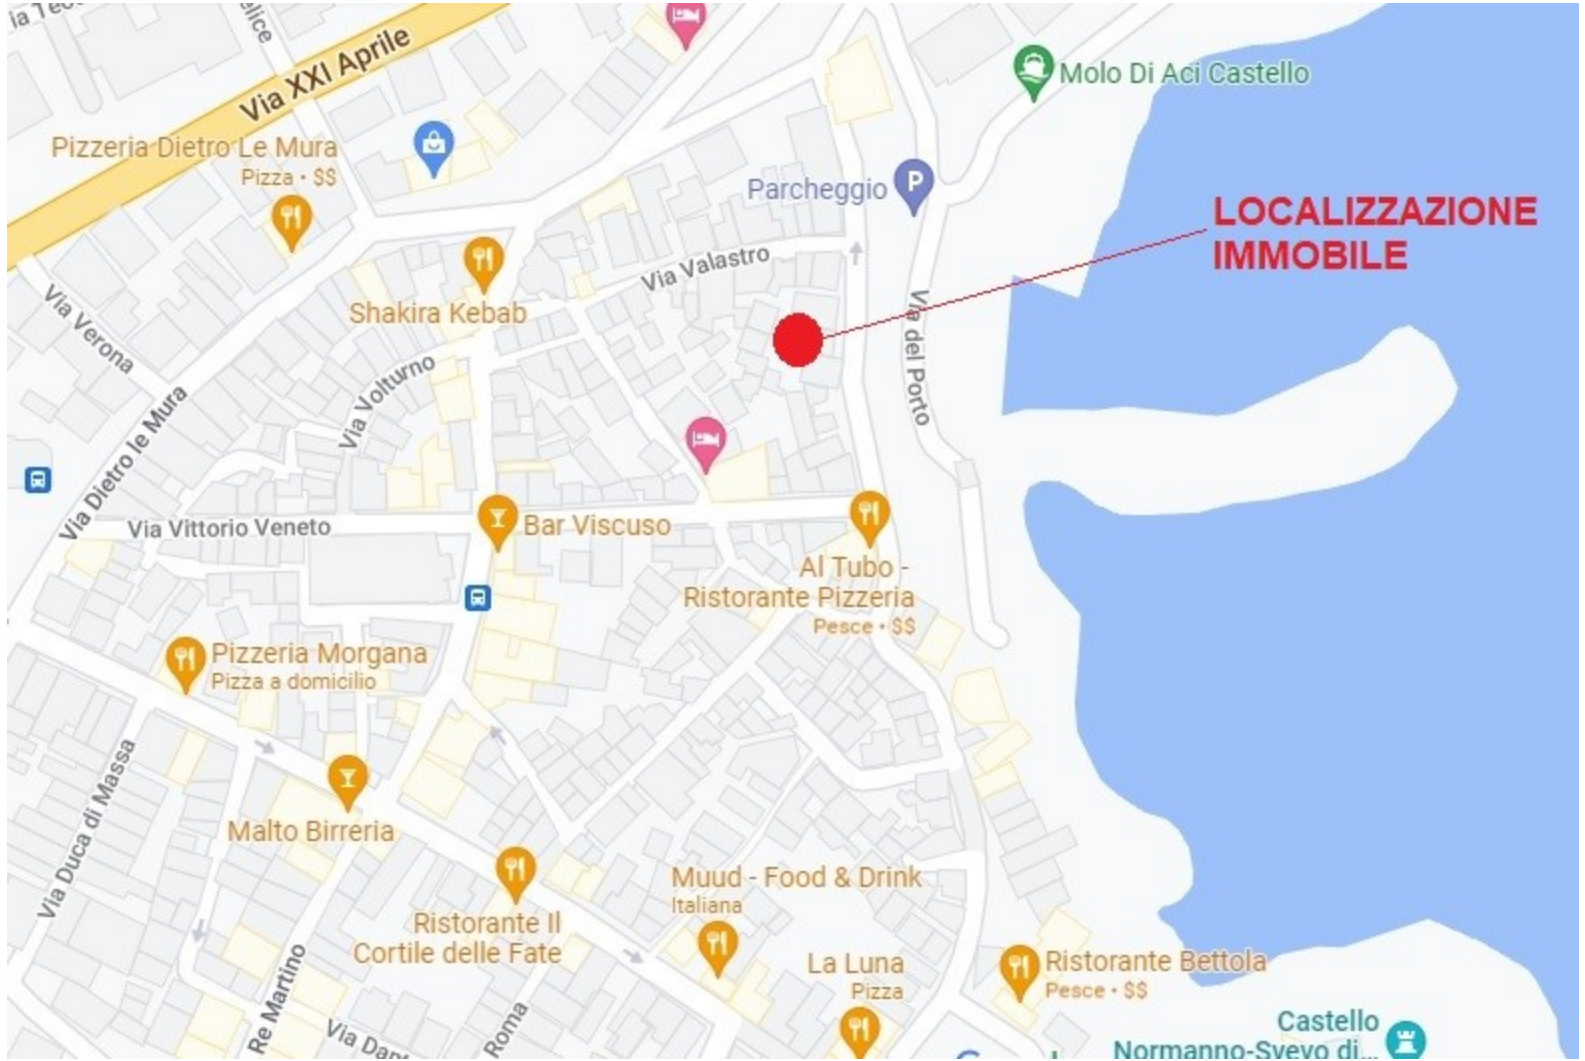 Via XXI Aprile
Molo Di Aci Castello
Pizzeria Dietro Le Mura
Pizza • $$
Parcheggio
P
LOCALIZZAZIONE
IMMOBILE
Via Valastro
Shakira Kebab
Via Verona
Via Volturno
Via del Porto
Via Dietro le Mura
Via Vittorio Veneto
Bar Viscuso
Al Tubo -
Ristorante Pizzeria
Pesce • $$
Pizzeria Morgana
Pizza a domicilio
Via Duca di Massa
Malto Birreria
Muud - Food & Drink
Italiana
Ristorante Il
Cortile delle Fate
La Luna
Pizza
Ristorante Bettola
Pesce • $$
Re Martino
Roma
Castello
Normanno-Svevo di...